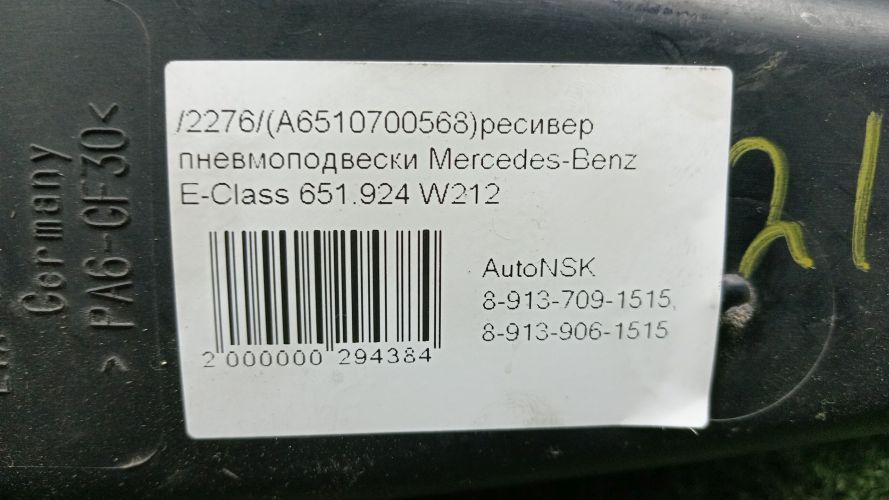 /2276/(A6510700568)ресивер
пневмоподвески Mercedes-Benz
E-Class 651.924 W212
AutoNSK
8-913-709-1515,
8-913-906-1515
2 000000 294384
Germany
> PA6-GF30<
21